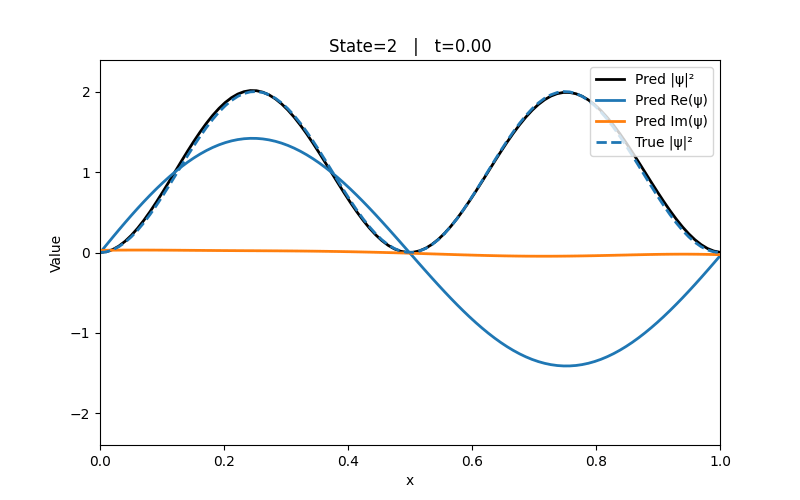 State=2 | t=0.00
Pred |ψ|²
Pred Re(ψ)
Pred Im(ψ)
True |ψ|²
Value
2
1
0
−1
−2
0.0 0.2 0.4 0.6 0.8 1.0
x